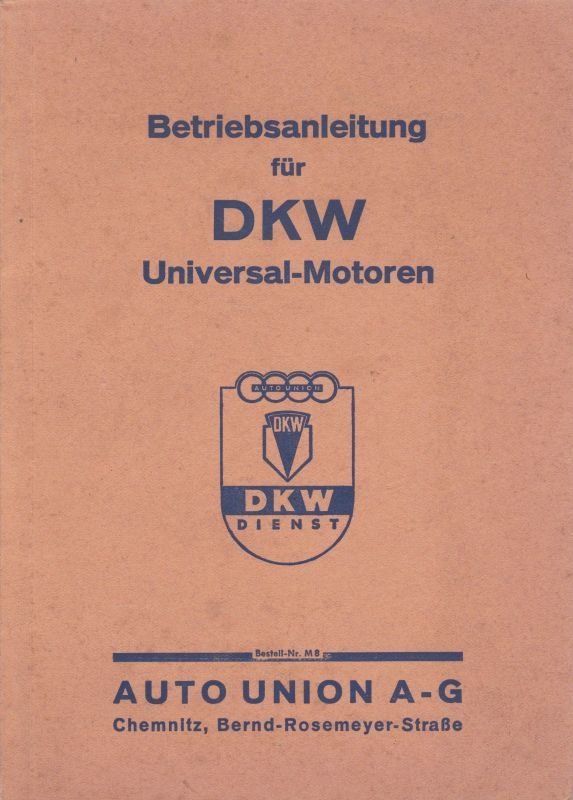 Betriebsanleitung
für
DKW
Universal-Motoren
AUTO UNION
DKW
DKW
DIENST
Bestell-Nr. M 8
AUTO UNION A-G
Chemnitz, Bernd-Rosemeyer-Straße